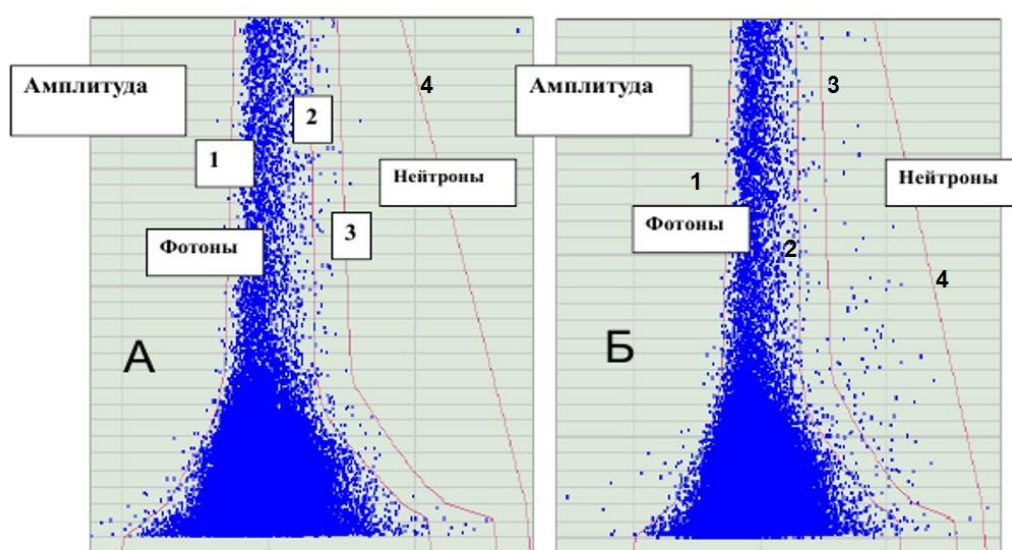 Амплитуда
4
2
1
Нейтроны
3
Фотоны
А
Амплитуда
3
1
Нейтроны
Фотоны
2
4
Б